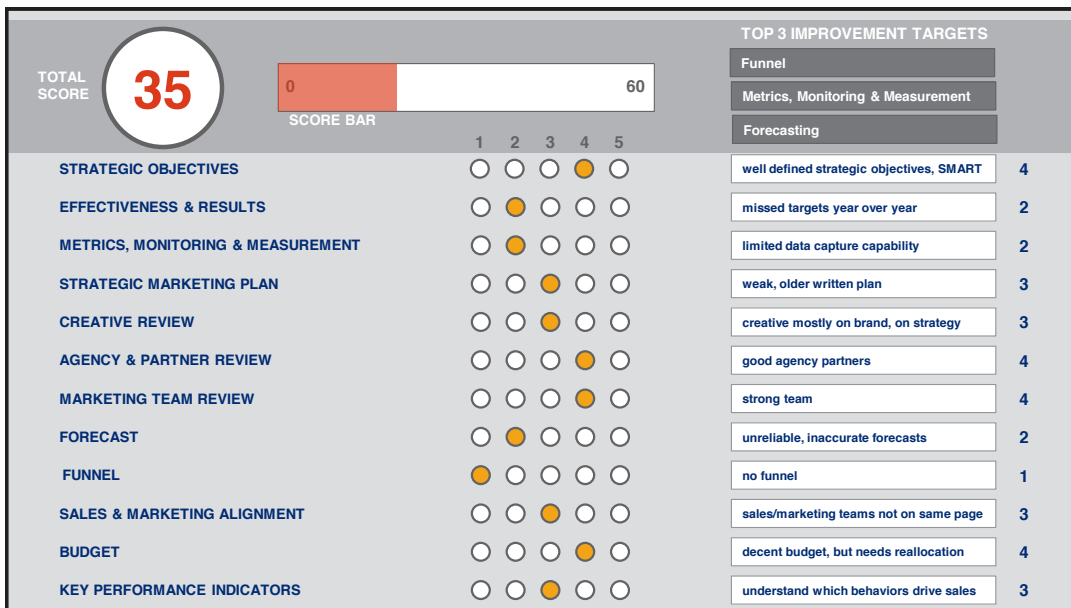 TOP 3 IMPROVEMENT TARGETS
TOTAL
SCORE
35
0
60
SCORE BAR
Funnel
Metrics, Monitoring & Measurement
Forecasting
1 2 3 4 5
STRATEGIC OBJECTIVES well defined strategic objectives, SMART 4
EFFECTIVENESS & RESULTS missed targets year over year 2
METRICS, MONITORING & MEASUREMENT limited data capture capability 2
STRATEGIC MARKETING PLAN weak, older written plan 3
CREATIVE REVIEW creative mostly on brand, on strategy 3
AGENCY & PARTNER REVIEW good agency partners 4
MARKETING TEAM REVIEW strong team 4
FORECAST unreliable, inaccurate forecasts 2
FUNNEL no funnel 1
SALES & MARKETING ALIGNMENT sales/marketing teams not on same page 3
BUDGET decent budget, but needs reallocation 4
KEY PERFORMANCE INDICATORS understand which behaviors drive sales 3